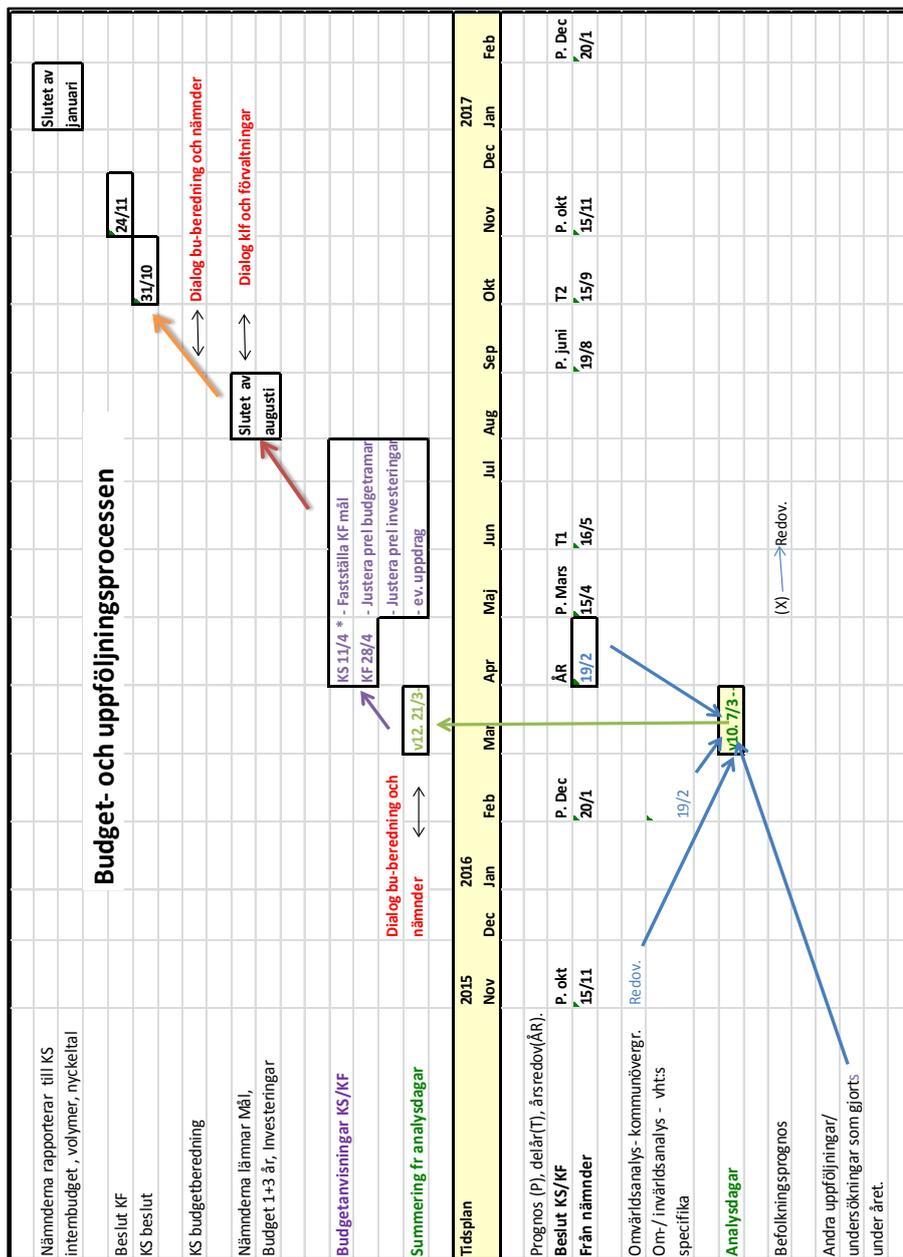 Budget- och uppföljningsprocessen
Nämnderna rapporterar till KS
internbudget , volymer, nyckeltal
Slutet av
januari
Beslut KF
24/11
KS beslut
31/10
KS budgetberedning
Dialog bu-beredning och nämnder
Nämnderna lämnar Mål,
Budget 1+3 år, Investeringar
Slutet av
augusti
Dialog klf och förvaltningar
Budgetanvisningar KS/KF
KS 11/4 * - Fastställa KF mål
KF 28/4 - Justera prel budgetramar
- Justera prel investeringar
- ev. uppdrag
Dialog bu-beredning och
nämnder
Summering fr analysdagar
v12. 21/3-
Tidsplan
2015 2016 2017
Nov Dec Jan Feb Mar Apr Maj Jun Jul Aug Sep Okt Nov Dec Jan Feb
Prognos (P), delår(T), årsredov(ÅR).
Beslut KS/KF
P. okt P. Dec ÅR P. Mars T1 P. juni T2 P. okt P. Dec
Från nämnder
15/11 20/1 19/2 15/4 16/5 19/8 15/9 15/11 20/1
Omvärldsanalys- kommunövergr.
Redov.
Om-/ invärldsanalys - vht:s
specifika
19/2
Analysdagar
v10. 7/3--
Befolkningsprognos
(X) Redov.
Andra uppföljningar/
undersökningar som gjorts
under året.